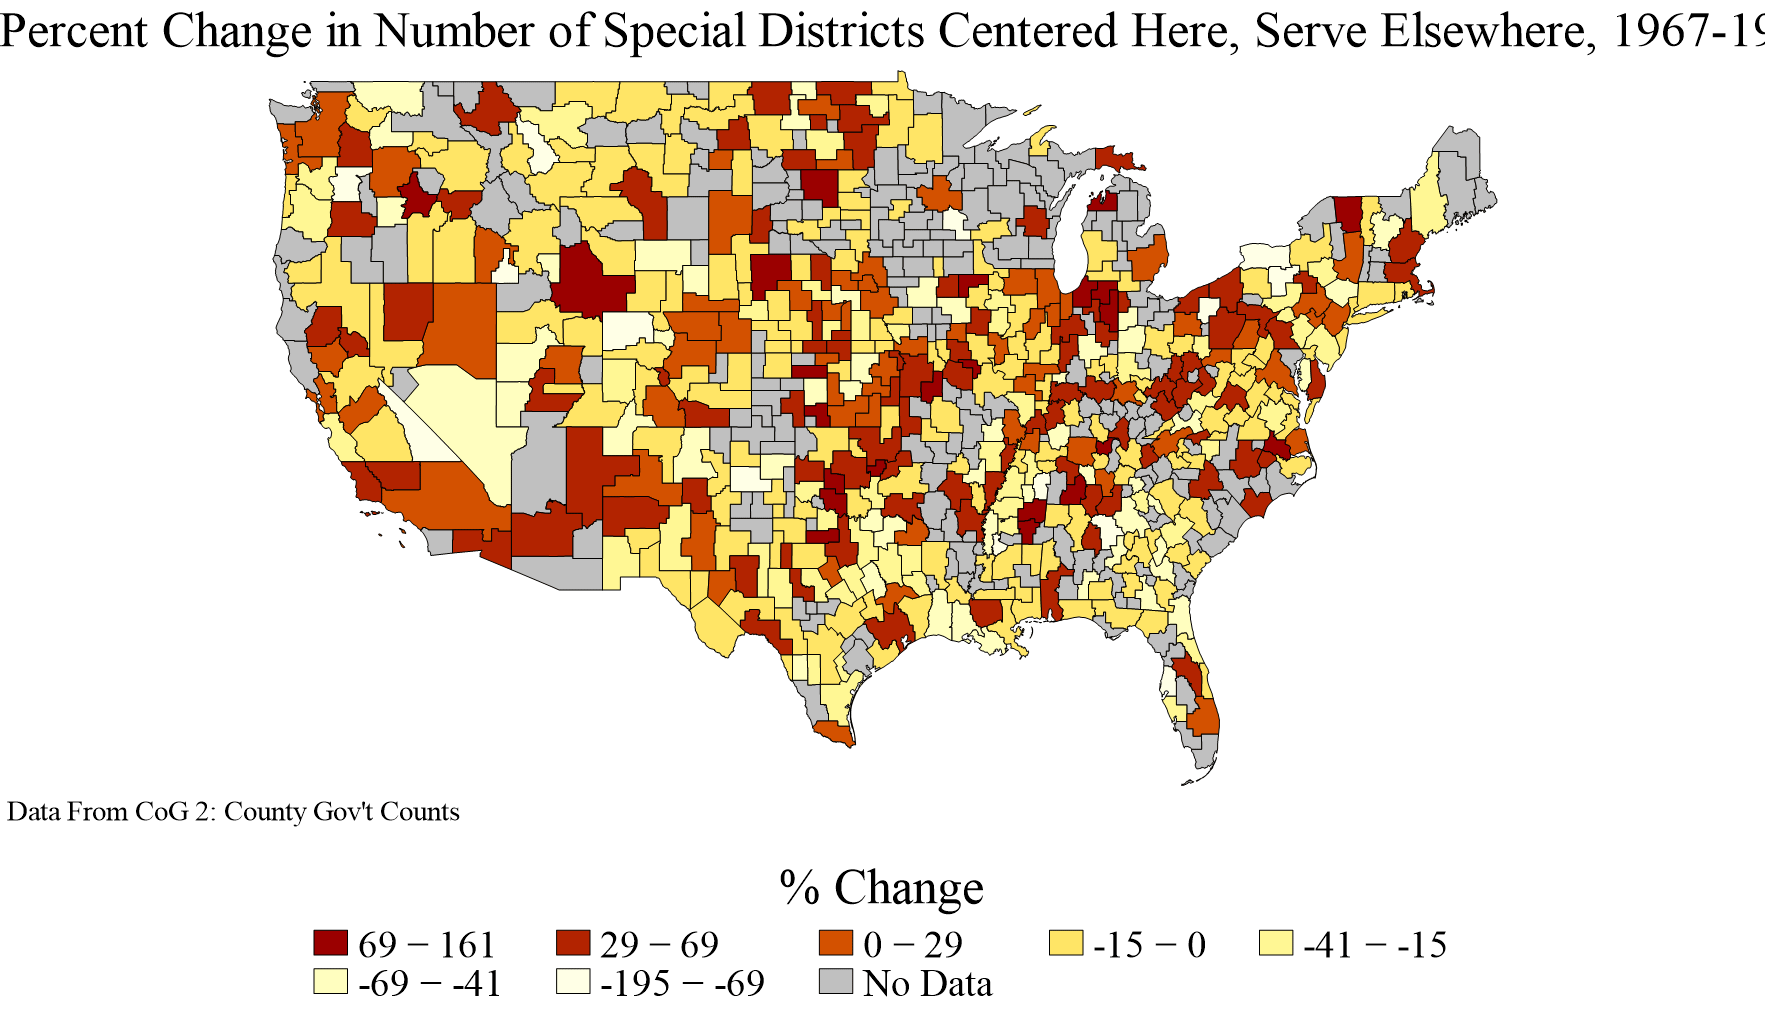 Percent Change in Number of Special Districts Centered Here, Serve Elsewhere, 1967-19
Data From CoG 2: County Gov't Counts
% Change
69 − 161 29 − 69 0 − 29 -15 − 0 -41 − -15
-69 − -41 -195 − -69 No Data